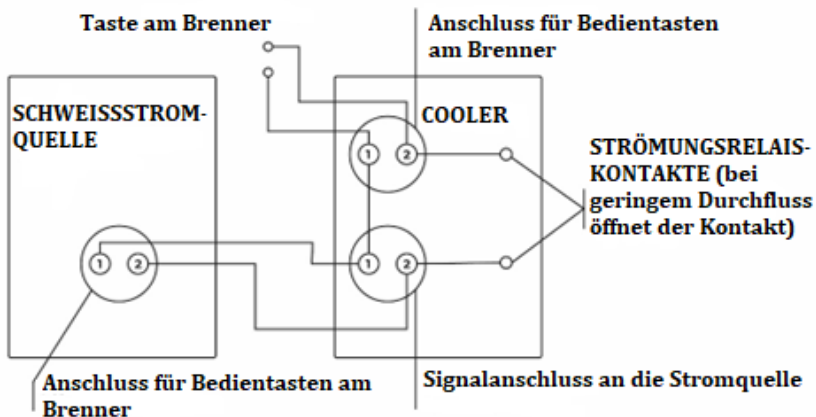 Taste am Brenner
Anschluss für Bedientasten
am Brenner
SCHWEISSSTROM-
QUELLE
COOLER
1
2
STRÖMUNGSRELAIS-
KONTAKTE (bei
geringem Durchfluss
öffnet der Kontakt)
1
2
1
2
Anschluss für Bedientasten am
Brenner
Signalanschluss an die Stromquelle